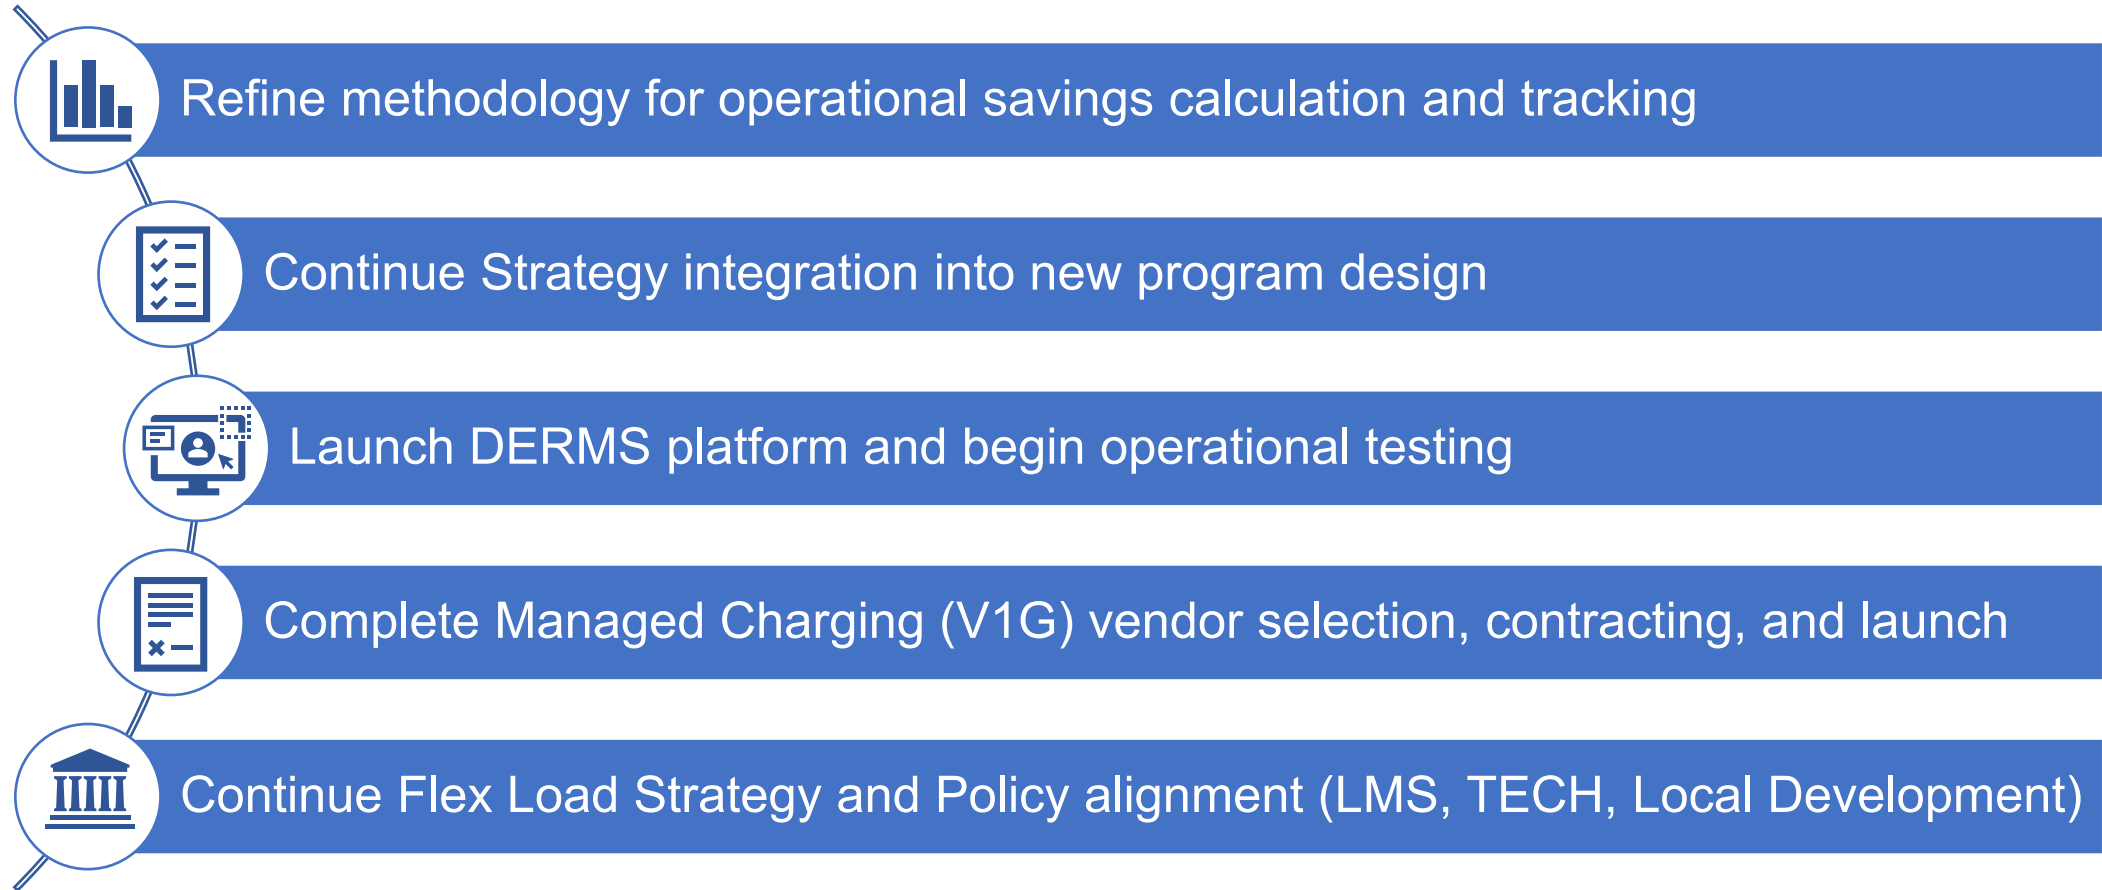 Refine methodology for operational savings calculation and tracking
Continue Strategy integration into new program design
Launch DERMS platform and begin operational testing
Complete Managed Charging (V1G) vendor selection, contracting, and launch
Continue Flex Load Strategy and Policy alignment (LMS, TECH, Local Development)